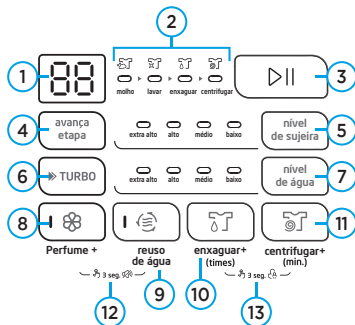 2
1
88
molho lavar enxaguar centrifugar
3
4
avança
etapa
extra alto alto médio baixo
nível
de sujeira
5
6
TURBO
extra alto alto médio baixo
nível
de água
7
8
11
Perfume +
reuso
de água
enxaguar+
(times)
centrifugar+
(min.)
3 seg.
9
10
3 seg.
12
13